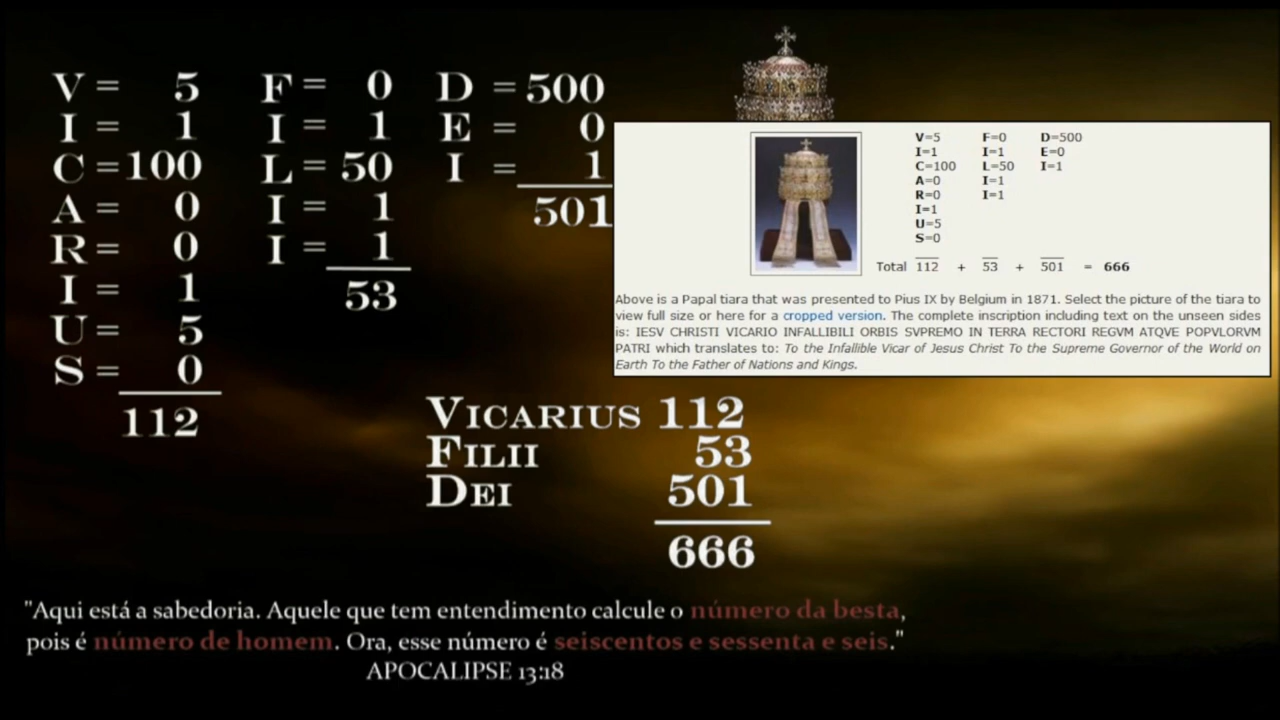 V = 5
I = 1
C =100
A = 0
R = 0
I = 1
U = 5
S = 0
112
F = 0
I = 1
L = 50
I = 1
I = 1
53
D =500
E = 0
I = 1
501
V=5 F=0 D=500
I=1 I=1 E=0
C=100 L=50 I=1
A=0 I=1
R=0 I=1
I=1
U=5
S=0
Total 112 + 53 + 501 = 666
Above is a Papal tiara that was presented to Pius IX by Belgium in 1871. Select the picture of the tiara to
view full size or here for a cropped version. The complete inscription including text on the unseen sides
is: IESV CHRISTI VICARIO INFALLIBILI ORBIS SVPREMO IN TERRA RECTORI REGVM ATQVE POPVLORVM
PATRI which translates to: To the Infallible Vicar of Jesus Christ To the Supreme Governor of the World on
Earth To the Father of Nations and Kings.
VICARIUS 112
FILII 53
DEI 501
666
"Aqui está a sabedoria. Aquele que tem entendimento calcule o número da besta,
pois é número de homem. Ora, esse número é seiscentos e sessenta e seis."
APOCALIPSE 13:18